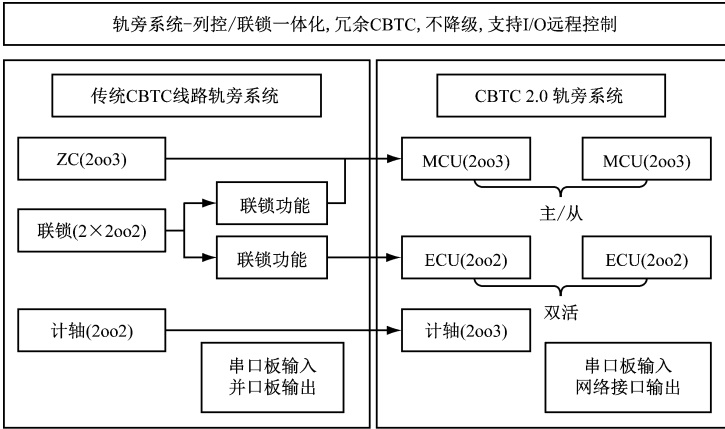 轨旁系统-列控/联锁一体化, 冗余CBTC, 不降级, 支持I/O远程控制
传统CBTC线路轨旁系统
ZC(2oo3)
联锁功能
联锁(2×2oo2)
联锁功能
计轴(2oo2)
串口板输入
并口板输出
CBTC 2.0 轨旁系统
MCU(2oo3)
MCU(2oo3)
主/从
ECU(2oo2)
ECU(2oo2)
双活
计轴(2oo3)
串口板输入
网络接口输出